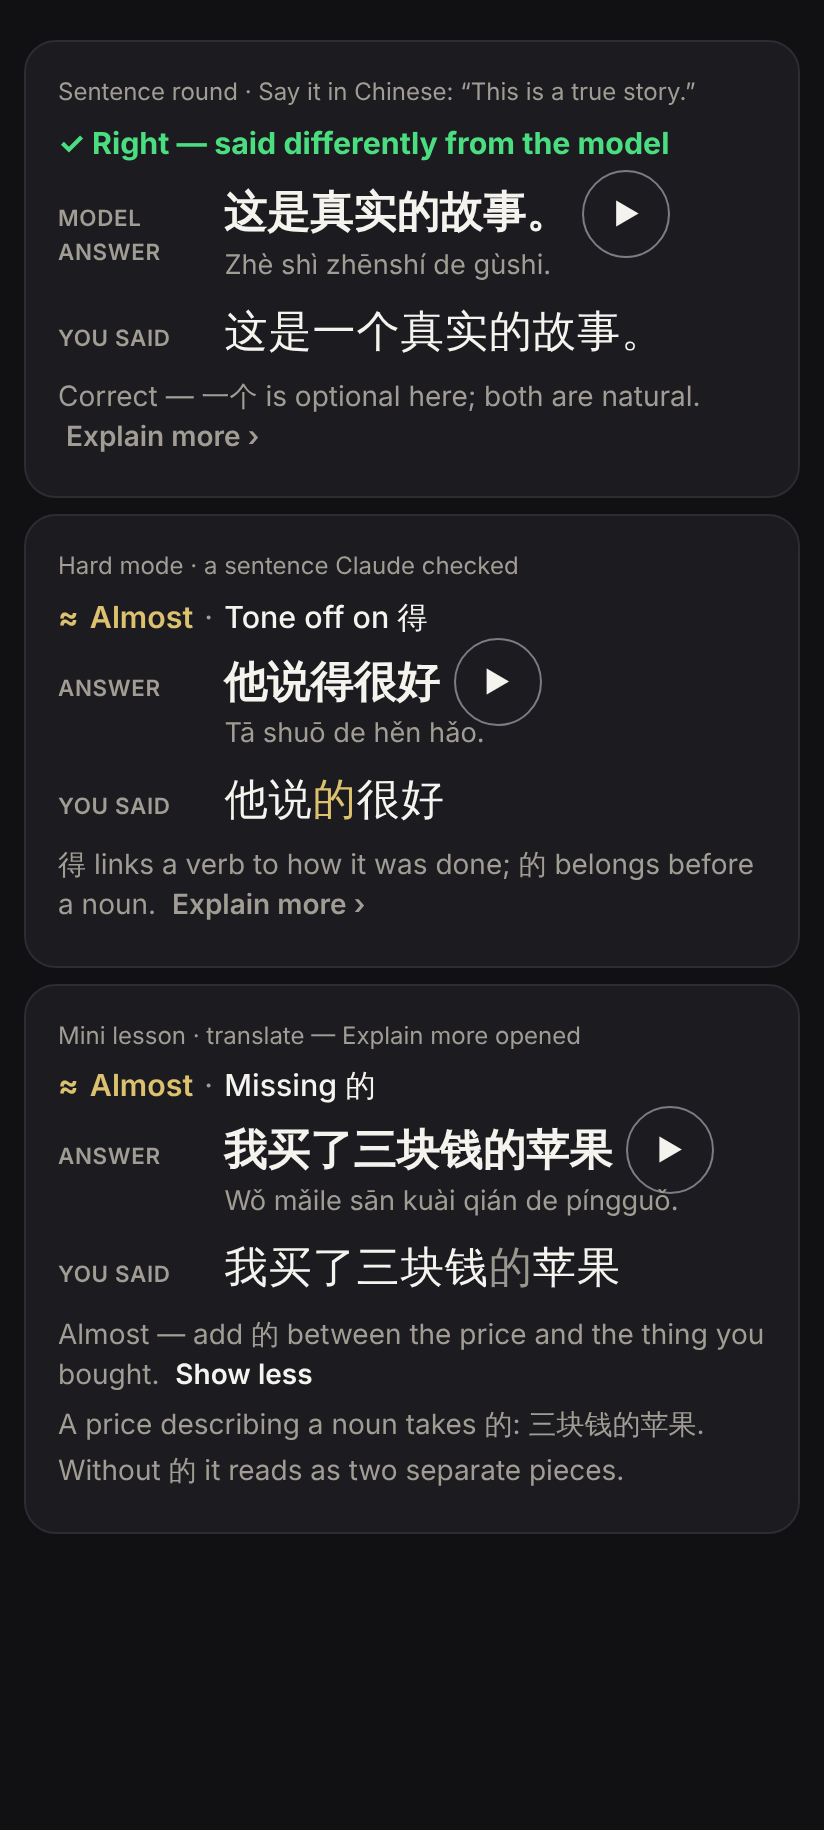 Sentence round · Say it in Chinese: “This is a true story.”
✓ Right — said differently from the model
MODEL ANSWER
这是真实的故事。
Zhè shì zhēnshí de gùshi.
YOU SAID
这是一个真实的故事。
Correct — 一个 is optional here; both are natural.
Explain more ›
Hard mode · a sentence Claude checked
≈ Almost · Tone off on 得
ANSWER
他说得很好
Tā shuō de hěn hǎo.
YOU SAID
他说的很好
得 links a verb to how it was done; 的 belongs before
a noun. Explain more ›
Mini lesson · translate — Explain more opened
≈ Almost · Missing 的
ANSWER
我买了三块钱的苹果
Wǒ mǎile sān kuài qián de píngguǒ.
YOU SAID
我买了三块钱的苹果
Almost — add 的 between the price and the thing you
bought. Show less
A price describing a noun takes 的: 三块钱的苹果.
Without 的 it reads as two separate pieces.